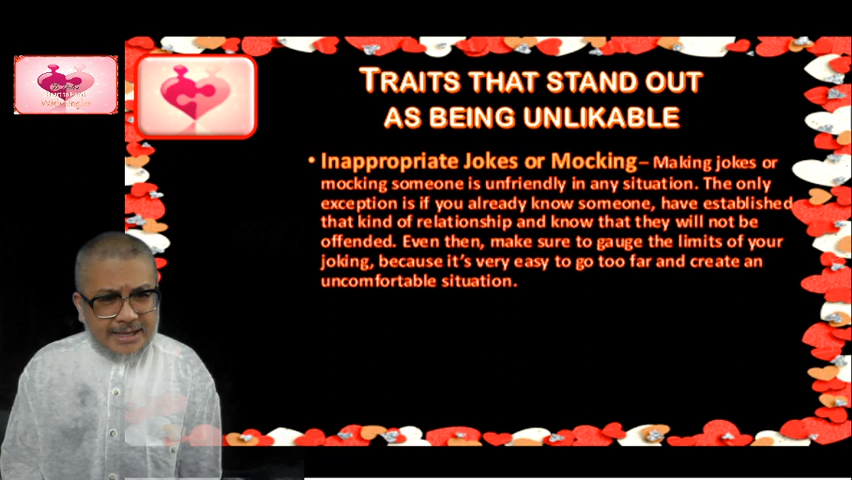 TRAITS THAT STAND OUT
AS BEING UNLIKABLE
• Inappropriate Jokes or Mocking – Making jokes or
mocking someone is unfriendly in any situation. The only
exception is if you already know someone, have established
that kind of relationship and know that they will not be
offended. Even then, make sure to gauge the limits of your
joking, because it's very easy to go too far and create an
uncomfortable situation.